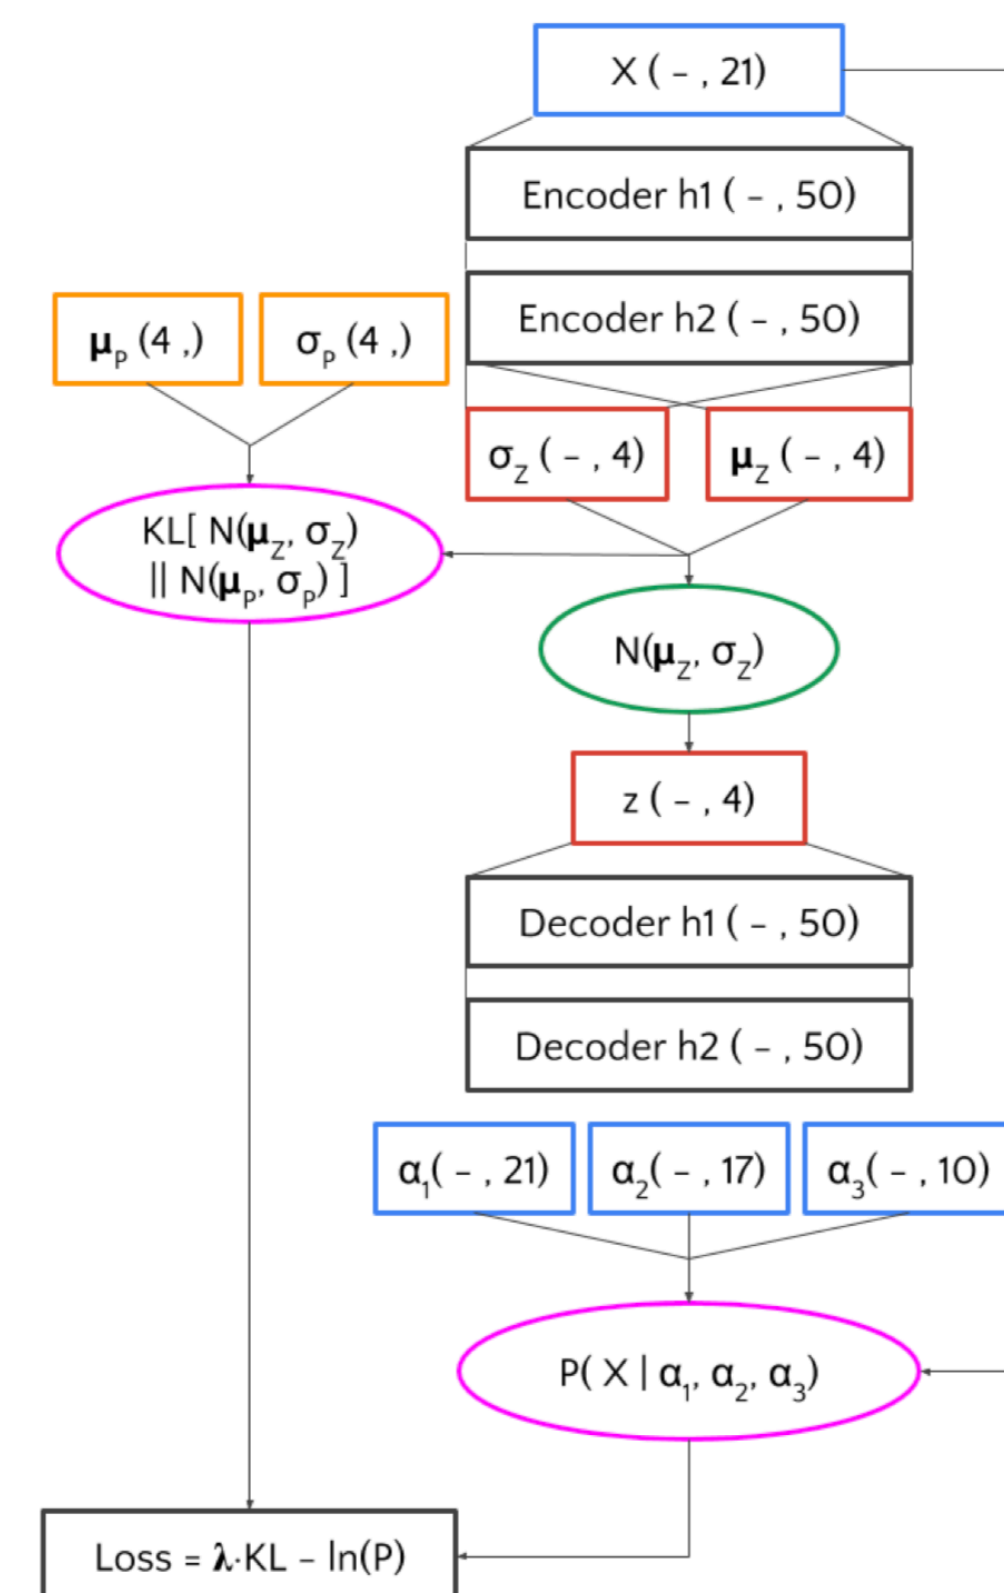 X ( - , 21)
Encoder h1 ( - , 50)
Encoder h2 ( - , 50)
μP (4 ,)
σP (4 ,)
σZ ( - , 4)
μZ ( - , 4)
KL[ N(μZ, σZ)
|| N(μP, σP) ]
N(μZ, σZ)
z ( - , 4)
Decoder h1 ( - , 50)
Decoder h2 ( - , 50)
α1( - , 21)
α2( - , 17)
α3( - , 10)
P( X | α1, α2, α3)
Loss = λ·KL - ln(P)